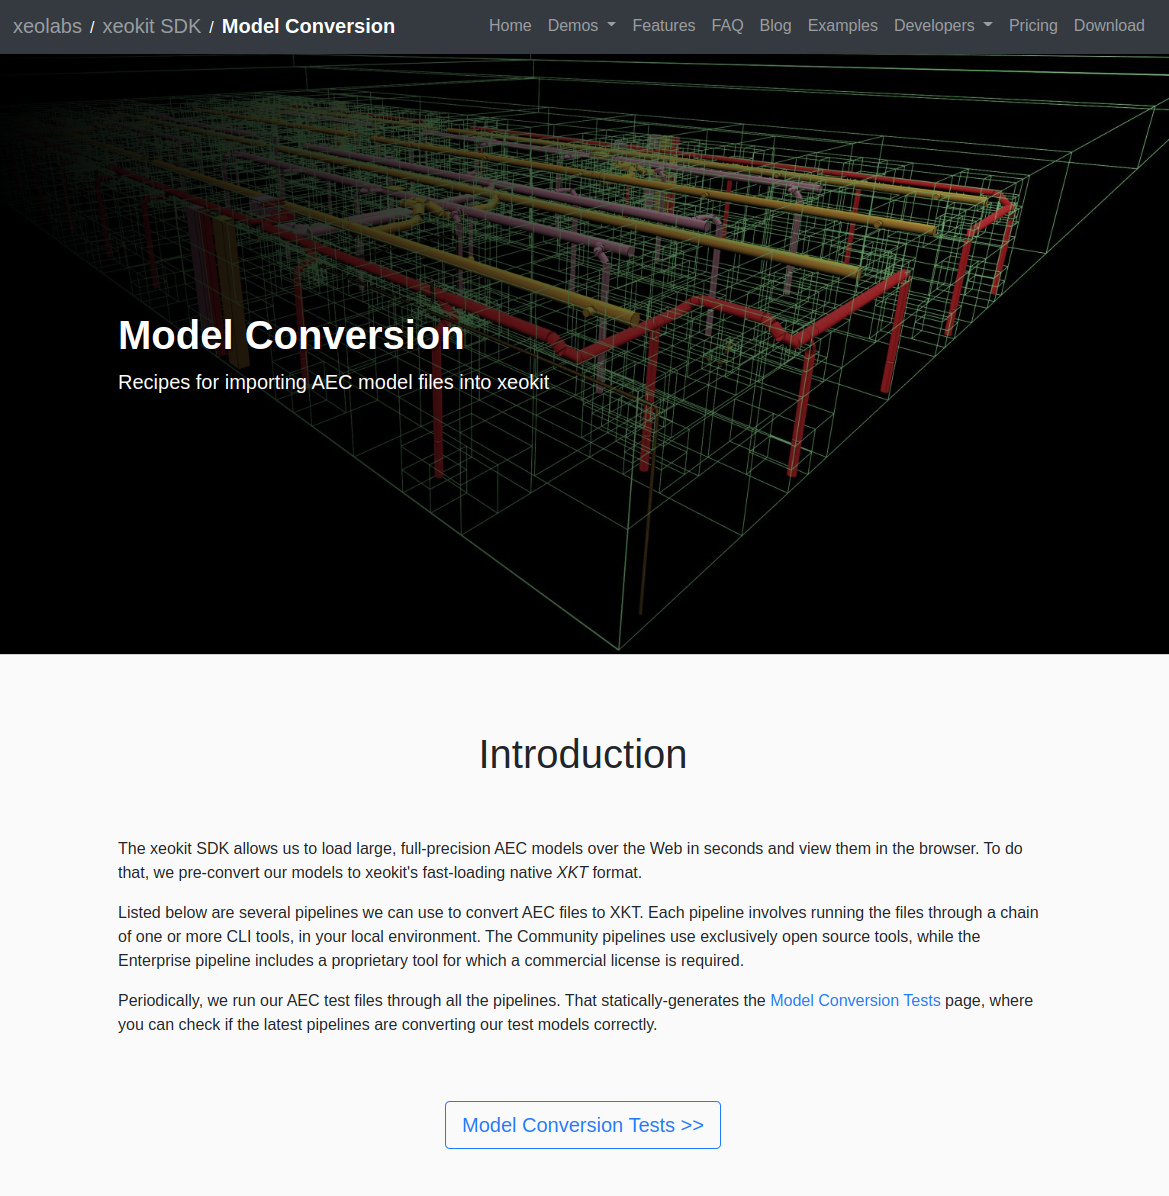 xeolabs / xeokit SDK / Model Conversion
Home Demos Features FAQ Blog Examples Developers Pricing Download
Model Conversion
Recipes for importing AEC model files into xeokit
Introduction
The xeokit SDK allows us to load large, full-precision AEC models over the Web in seconds and view them in the browser. To do
that, we pre-convert our models to xeokit's fast-loading native XKT format.
Listed below are several pipelines we can use to convert AEC files to XKT. Each pipeline involves running the files through a chain
of one or more CLI tools, in your local environment. The Community pipelines use exclusively open source tools, while the
Enterprise pipeline includes a proprietary tool for which a commercial license is required.
Periodically, we run our AEC test files through all the pipelines. That statically-generates the Model Conversion Tests page, where
you can check if the latest pipelines are converting our test models correctly.
Model Conversion Tests >>